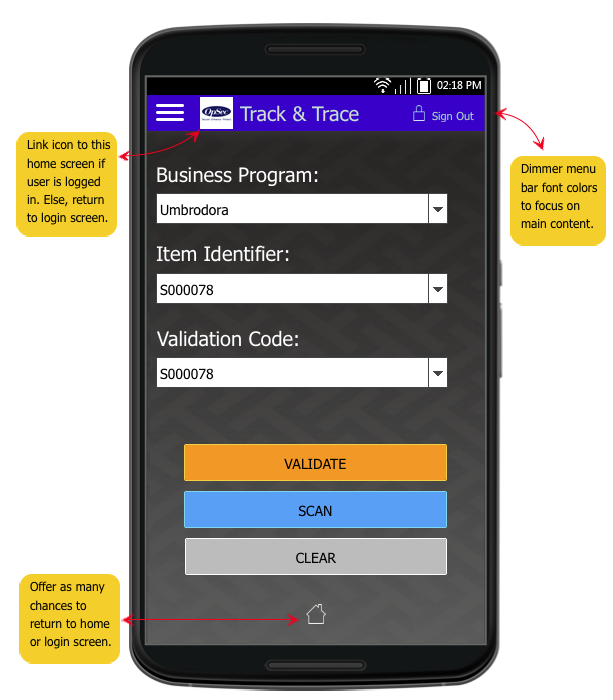 02:18 PM
OpSec
Track & Trace
Sign Out
Link icon to this
home screen if
user is logged
in. Else, return
to login screen.
Dimmer menu
bar font colors
to focus on
main content.
Business Program:
Umbrodora
Item Identifier:
S000078
Validation Code:
S000078
VALIDATE
SCAN
CLEAR
Offer as many
chances to
return to home
or login screen.